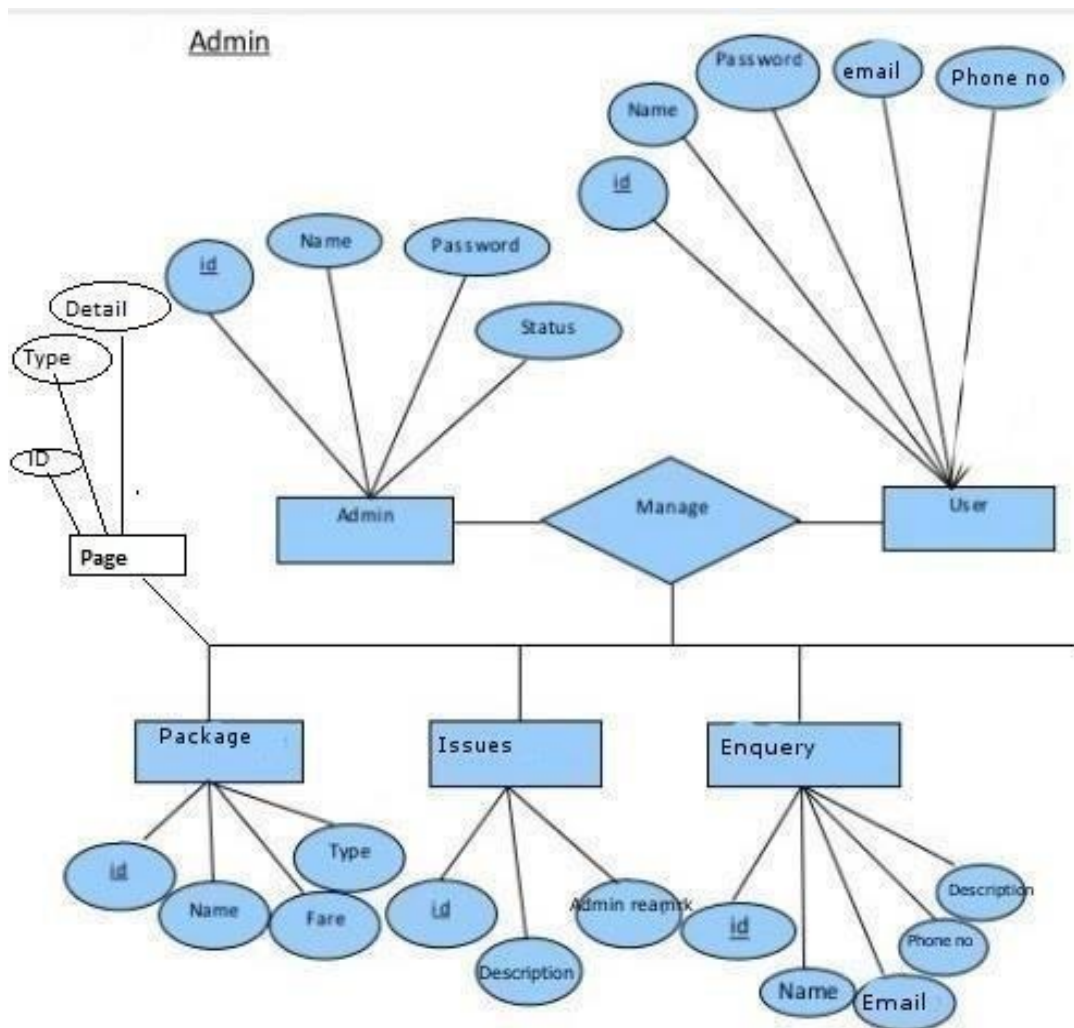 Admin
Password
email
Phone no
Name
id
id
Name
Password
Status
Detail
Type
ID
Page
Admin
Manage
User
Package
Issues
Enquery
id
Name
Fare
Type
id
Description
Admin reamrk
id
Name
Email
Phone no
Description